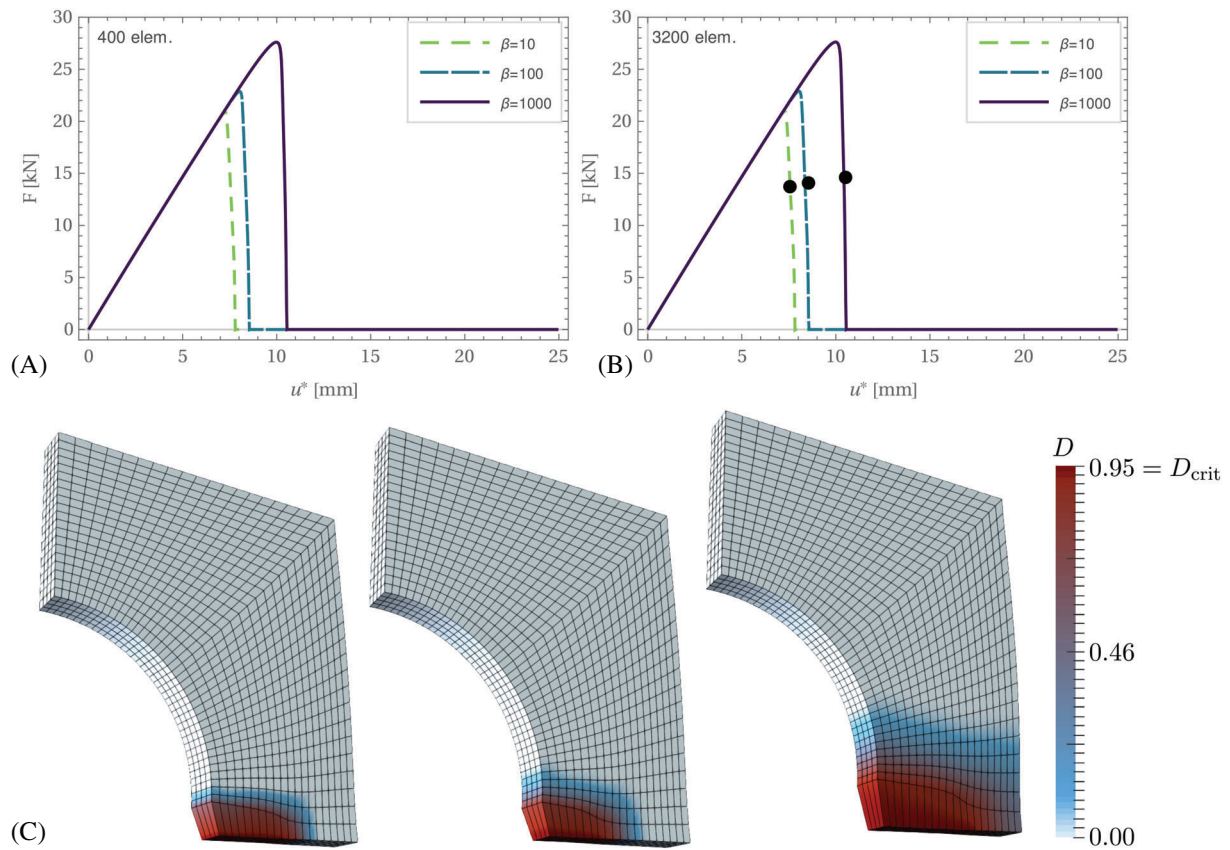 400 elem.
β=10
β=100
β=1000
F [kN]
30
25
20
15
10
5
0
0 5 10 15 20 25
u* [mm]
(A)
3200 elem.
β=10
β=100
β=1000
F [kN]
30
25
20
15
10
5
0
0 5 10 15 20 25
u* [mm]
(B)
D
0.95 = D_crit
0.46
0.00
(C)